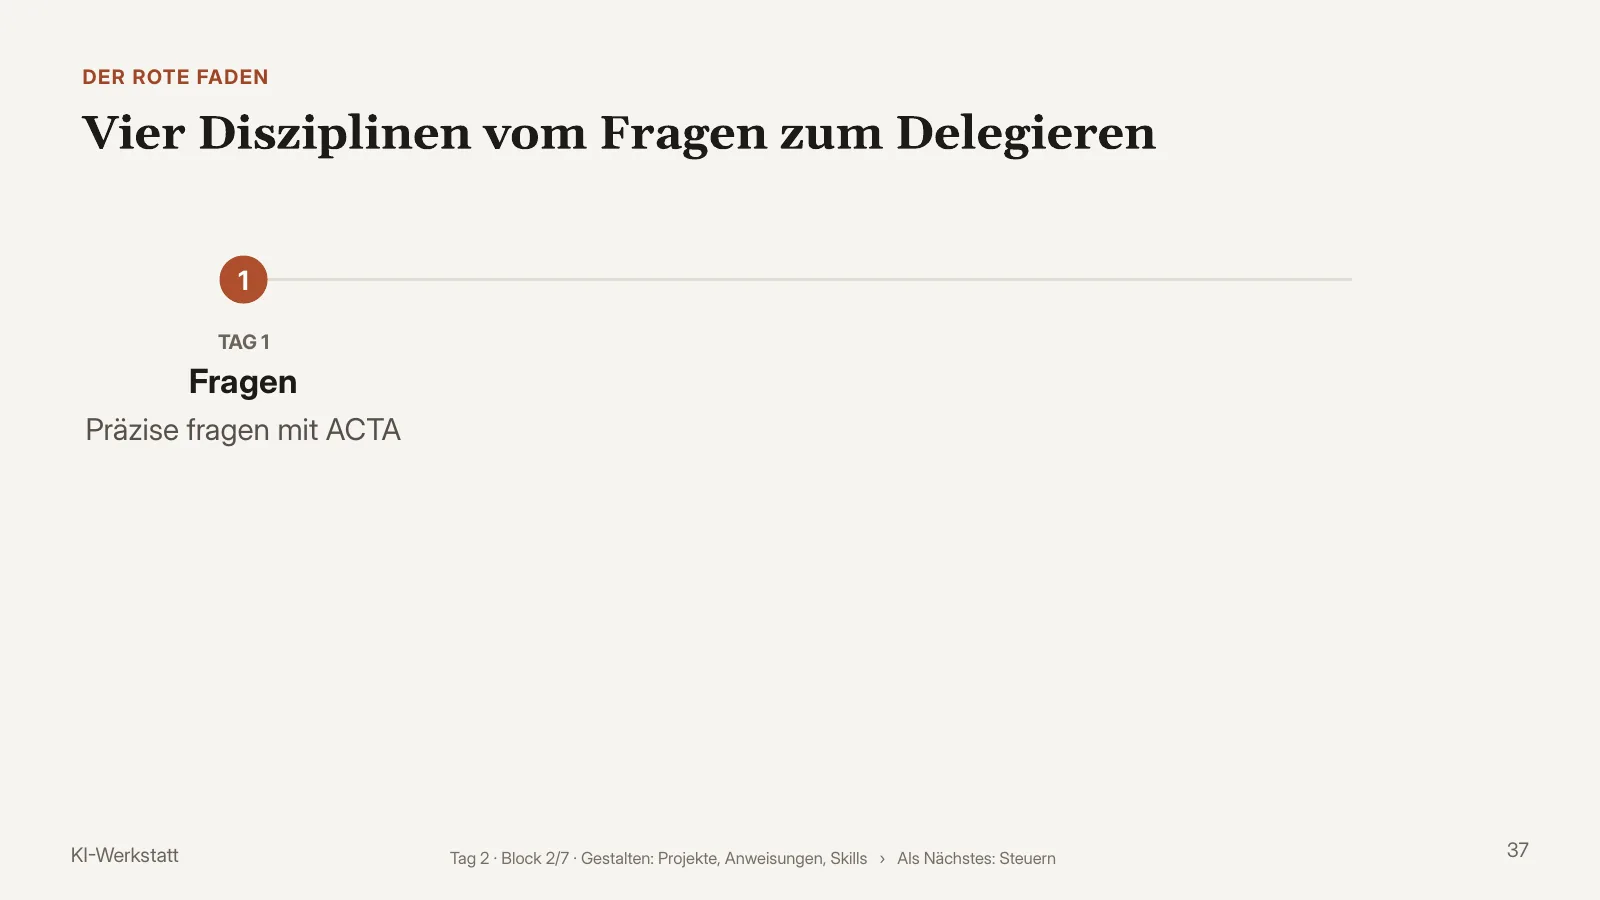 DER ROTE FADEN
Vier Disziplinen vom Fragen zum Delegieren
1
TAG 1
Fragen
Präzise fragen mit ACTA
KI-Werkstatt
Tag 2 · Block 2/7 · Gestalten: Projekte, Anweisungen, Skills › Als Nächstes: Steuern
37